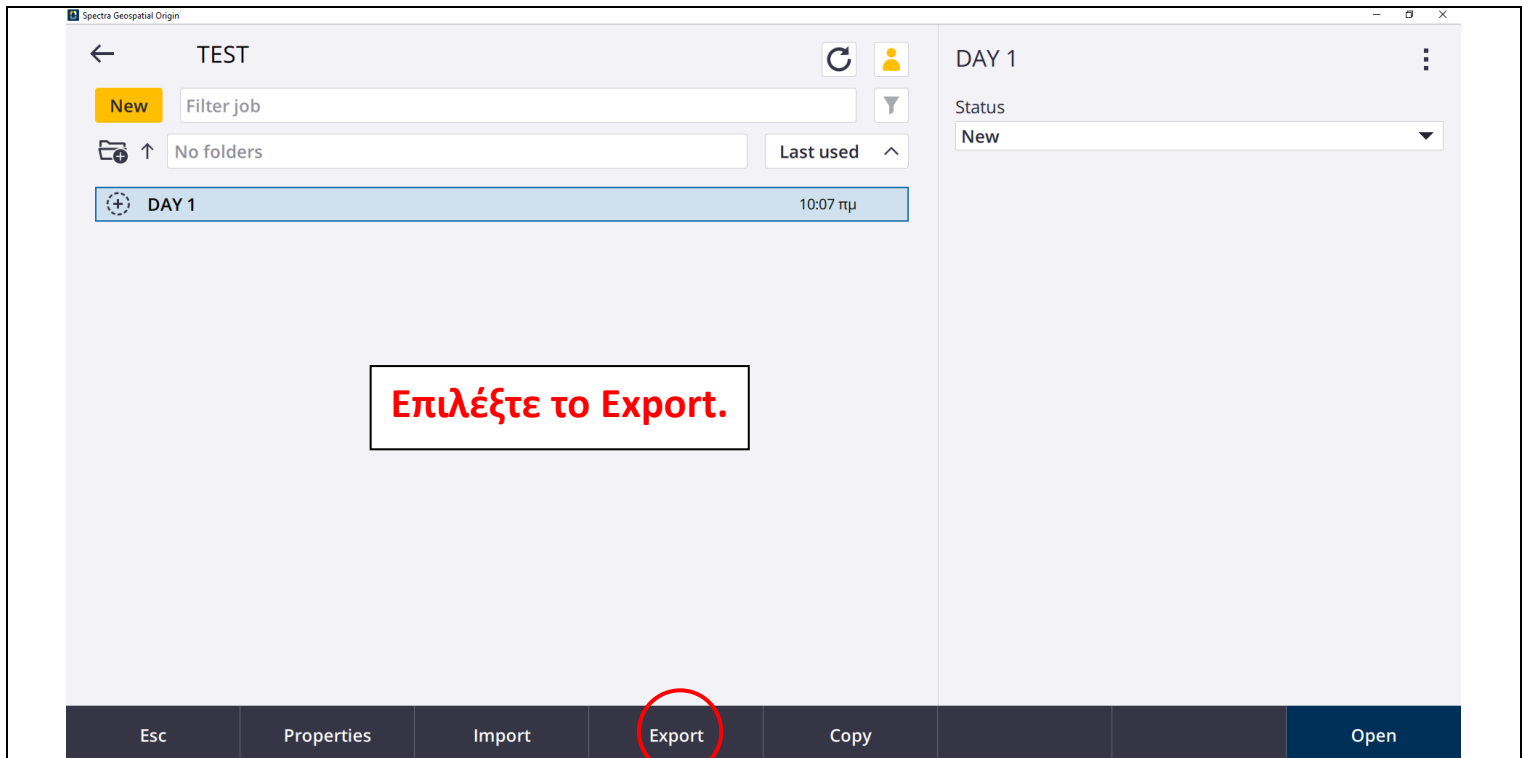 Spectra Geospatial Origin
TEST
New
Filter job
No folders
Last used
DAY 1
10:07 πμ
DAY 1
Status
New
Επιλέξτε το Export.
Esc
Properties
Import
Export
Copy
Open